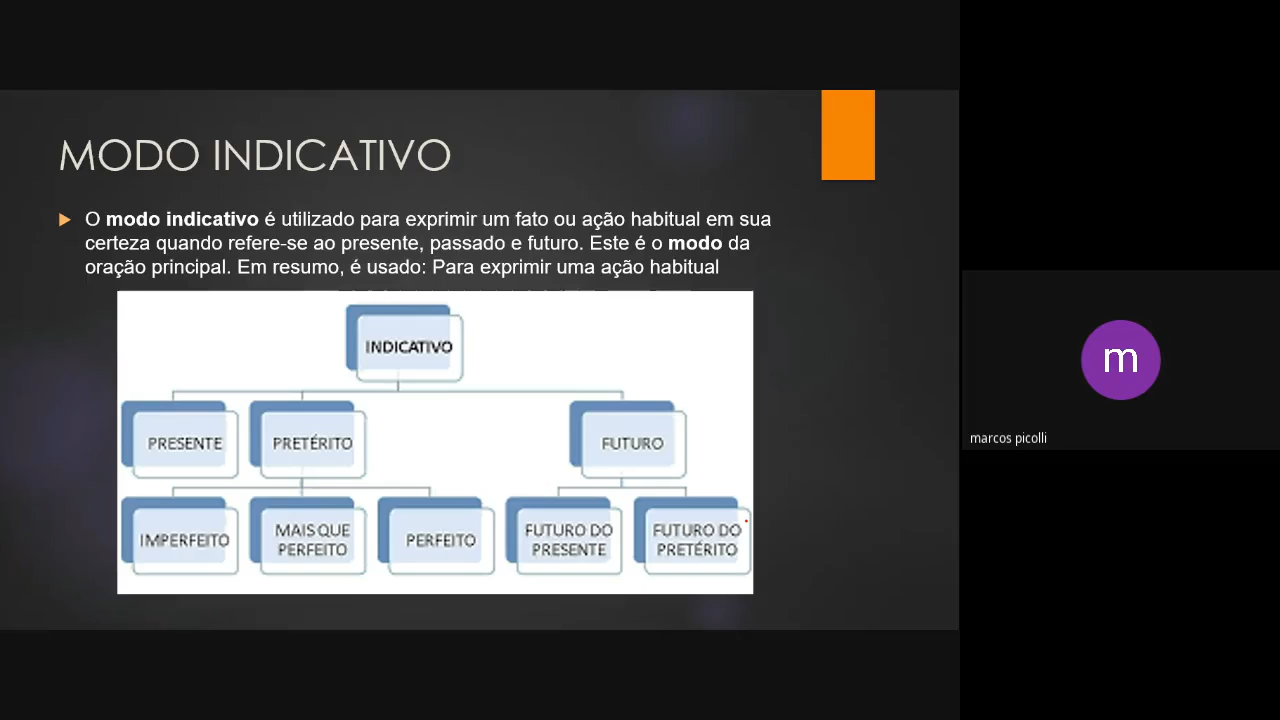 MODO INDICATIVO
O modo indicativo é utilizado para exprimir um fato ou ação habitual em sua
certeza quando refere-se ao presente, passado e futuro. Este é o modo da
oração principal. Em resumo, é usado: Para exprimir uma ação habitual
INDICATIVO
PRESENTE
PRETÉRITO
FUTURO
IMPERFEITO
MAIS QUE
PERFEITO
PERFEITO
FUTURO DO
PRESENTE
FUTURO DO
PRETÉRITO
m
marcos picolli